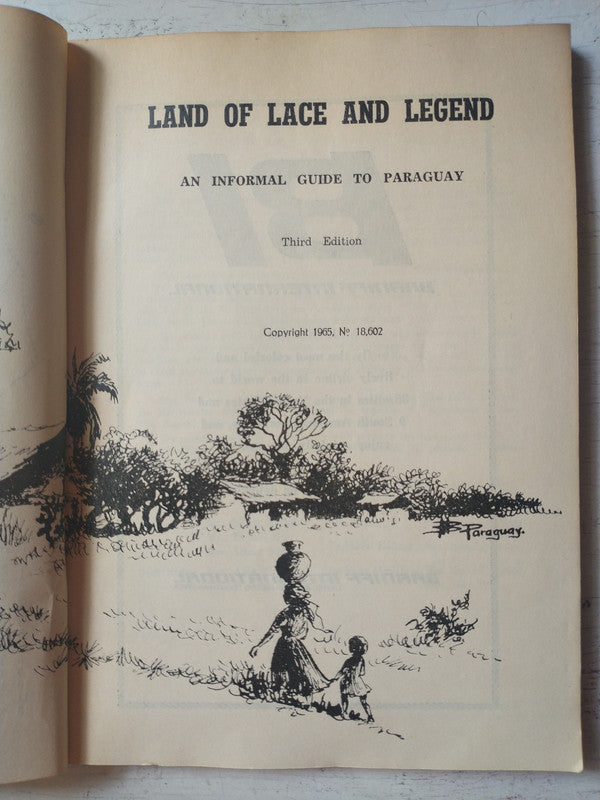 LAND OF LACE AND LEGEND
AN INFORMAL GUIDE TO PARAGUAY
Third Edition
Copyright 1965, Nº 18,602
Paraguay.